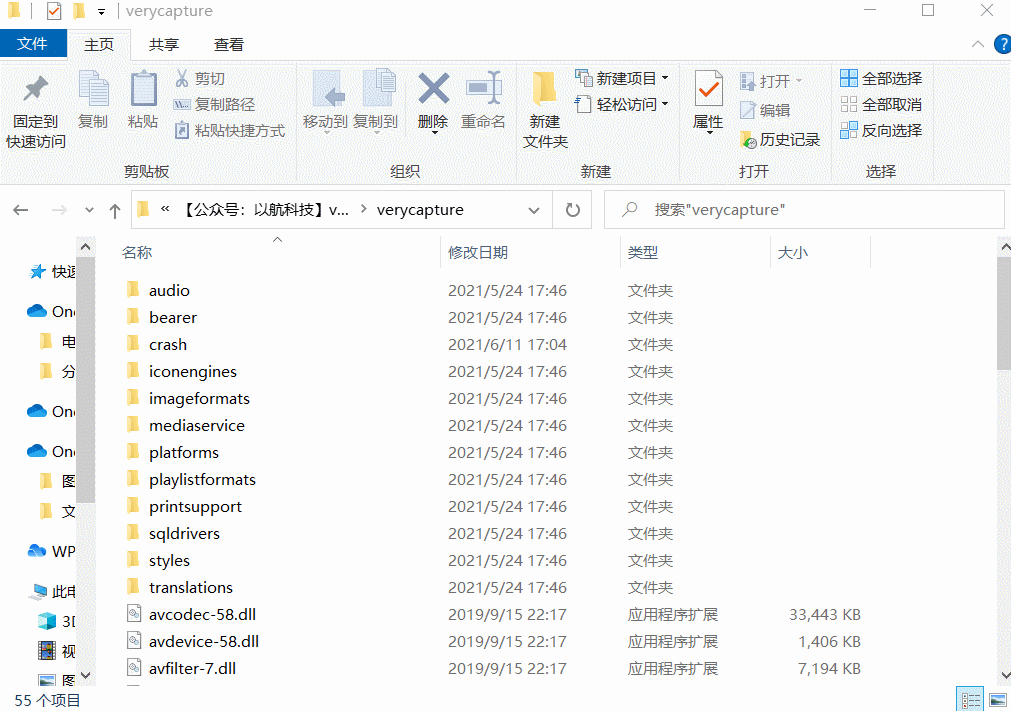 verycapture
文件 主页 共享 查看
固定到快速访问 复制 粘贴 剪切 复制路径 粘贴快捷方式 移动到 复制到 删除 重命名 新建文件夹 新建项目 轻松访问 属性 打开 编辑 历史记录 全部选择 全部取消 反向选择
剪贴板 组织 新建 打开 选择
« 【公众号：以航科技】v... > verycapture 搜索"verycapture"
名称 修改日期 类型 大小
快速
One
电
分
One
One
图
文
WP
此电
3D
视
图
audio 2021/5/24 17:46 文件夹
bearer 2021/5/24 17:46 文件夹
crash 2021/6/11 17:04 文件夹
iconengines 2021/5/24 17:46 文件夹
imageformats 2021/5/24 17:46 文件夹
mediaservice 2021/5/24 17:46 文件夹
platforms 2021/5/24 17:46 文件夹
playlistformats 2021/5/24 17:46 文件夹
printsupport 2021/5/24 17:46 文件夹
sqldrivers 2021/5/24 17:46 文件夹
styles 2021/5/24 17:46 文件夹
translations 2021/5/24 17:46 文件夹
avcodec-58.dll 2019/9/15 22:17 应用程序扩展 33,443 KB
avdevice-58.dll 2019/9/15 22:17 应用程序扩展 1,406 KB
avfilter-7.dll 2019/9/15 22:17 应用程序扩展 7,194 KB
55 个项目